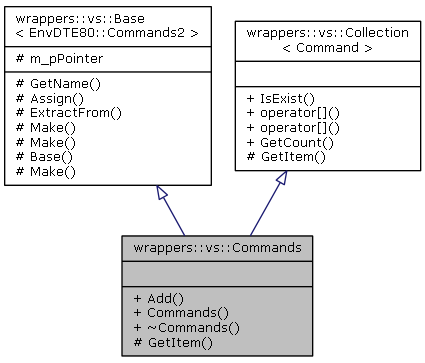 wrappers::vs::Base
< EnvDTE80::Commands2 >
# m_pPointer
# GetName()
# Assign()
# ExtractFrom()
# Make()
# Make()
# Base()
# Make()
wrappers::vs::Collection
< Command >
+ IsExist()
+ operator[]()
+ operator[]()
+ GetCount()
# GetItem()
wrappers::vs::Commands
+ Add()
+ Commands()
+ ~Commands()
# GetItem()